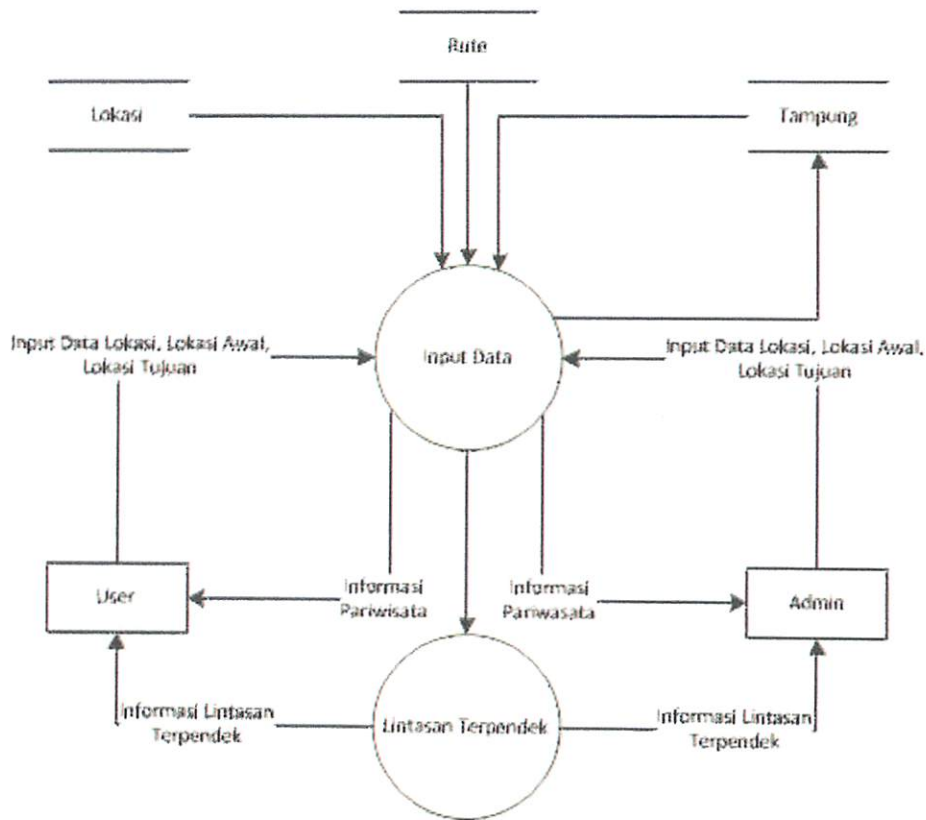 Rute
Lokasi
Tampung
Input Data Lokasi, Lokasi Awal,
Lokasi Tujuan
Input Data
Input Data Lokasi, Lokasi Awal,
Lokasi Tujuan
User
Informasi
Pariwisata
Informasi
Pariwasata
Admin
Informasi Lintasan
Terpendek
Lintasan Terpendek
Informasi Lintasan
Terpendek